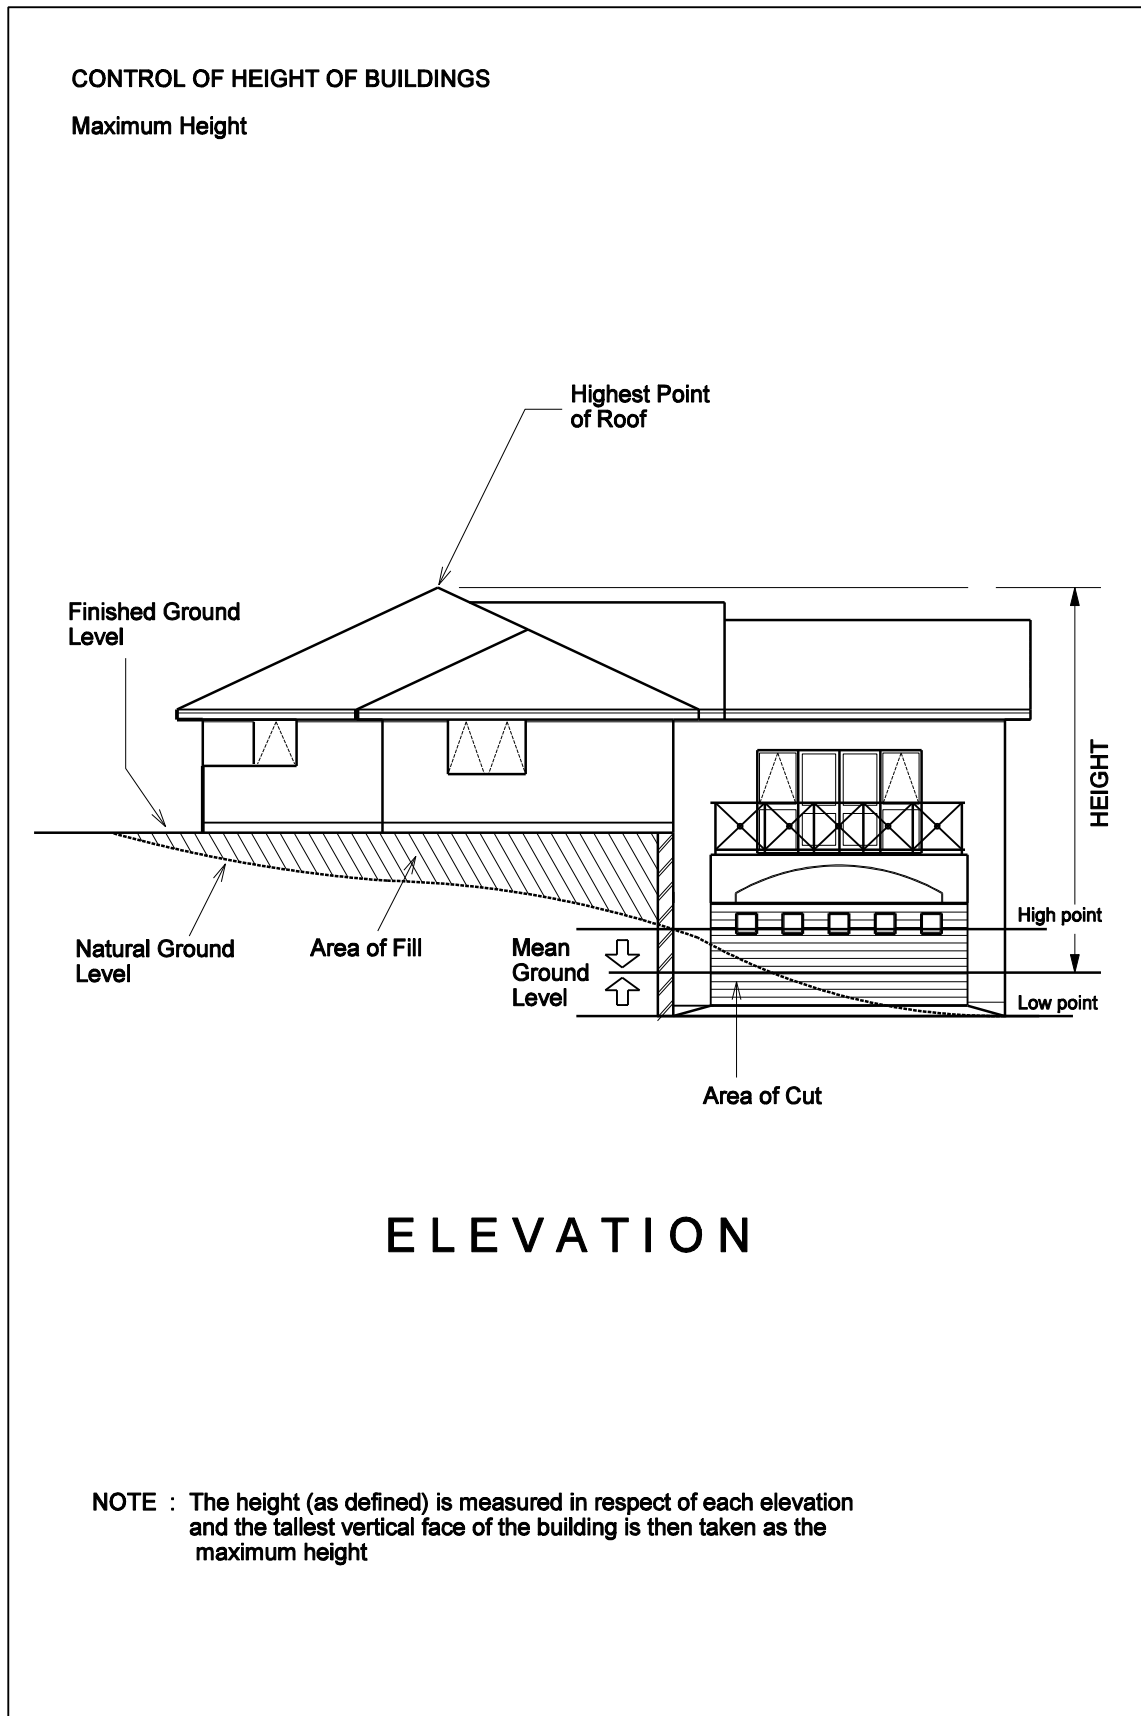 CONTROL OF HEIGHT OF BUILDINGS
Maximum Height
Highest Point
of Roof
Finished Ground
Level
HEIGHT
High point
Natural Ground
Level
Area of Fill
Mean
Ground
Level
Low point
Area of Cut
ELEVATION
NOTE : The height (as defined) is measured in respect of each elevation
and the tallest vertical face of the building is then taken as the
maximum height